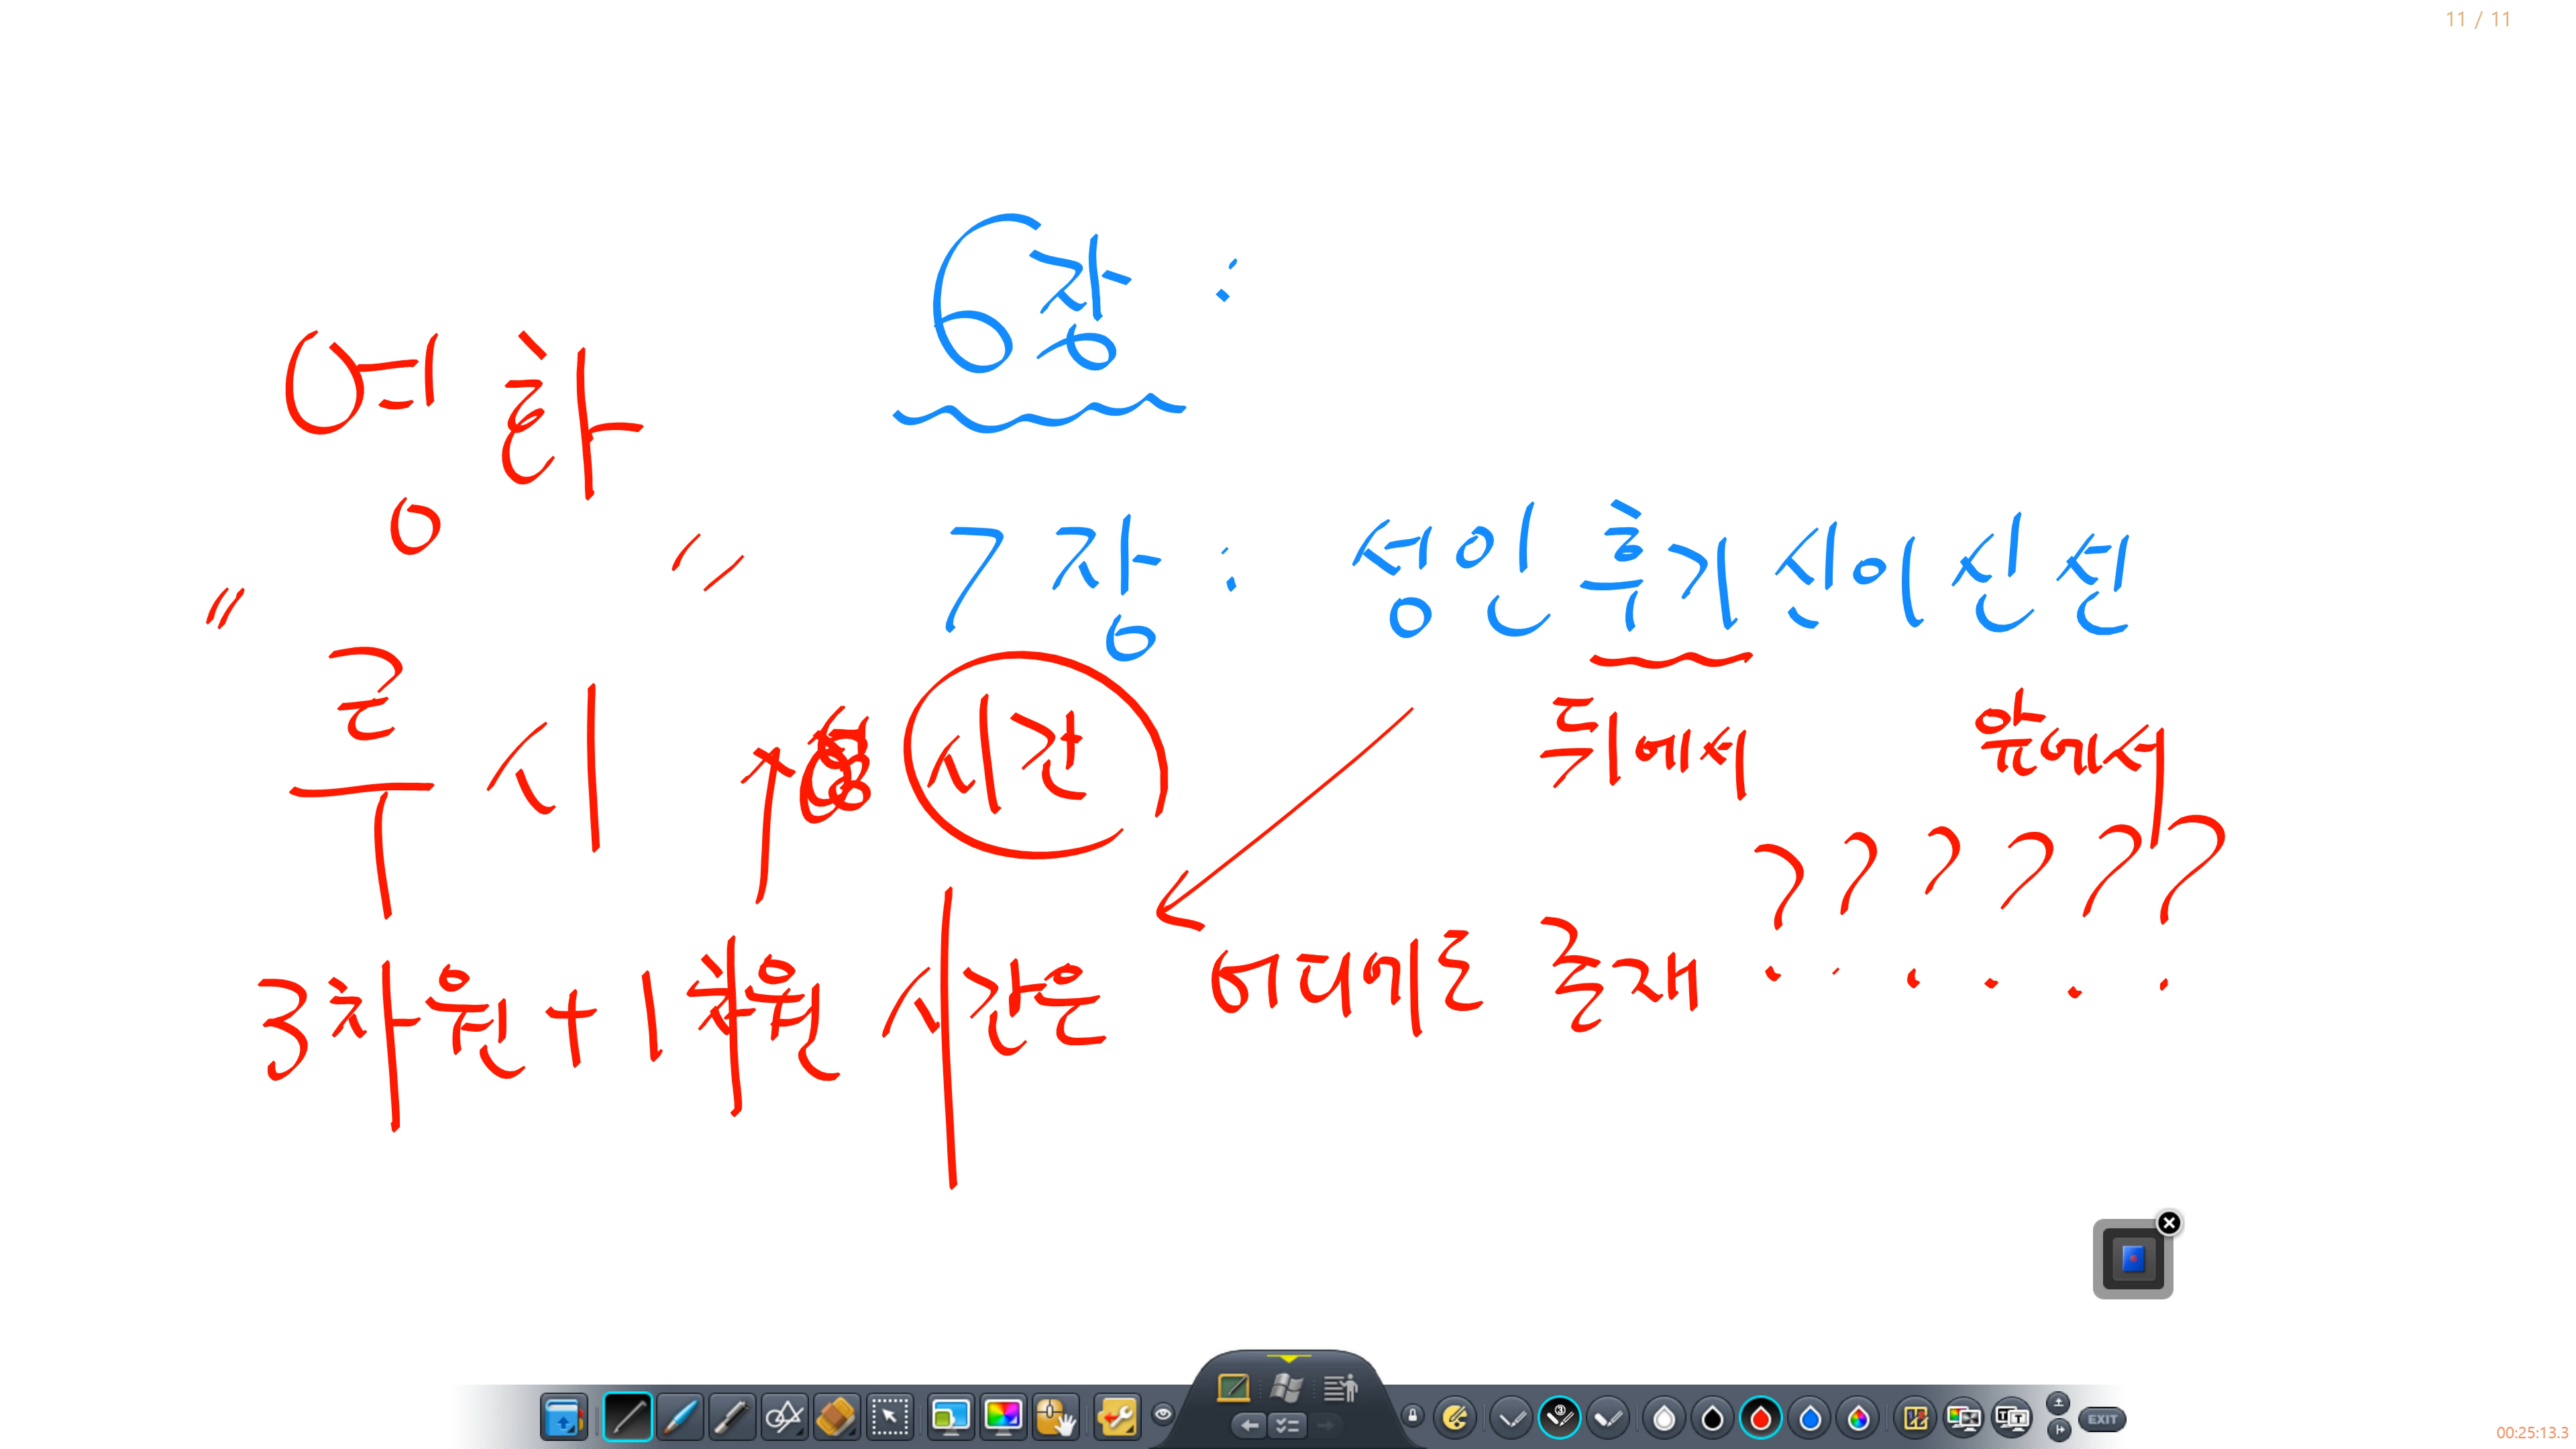 11 / 11
6장 :
영화
7장 : 성인 후기 신이 신선
"루시"
시간
뒤에서
앞에서
3차원 + 1차원 시간은 어디에도 존재 ??????
EXIT
00:25:13.3